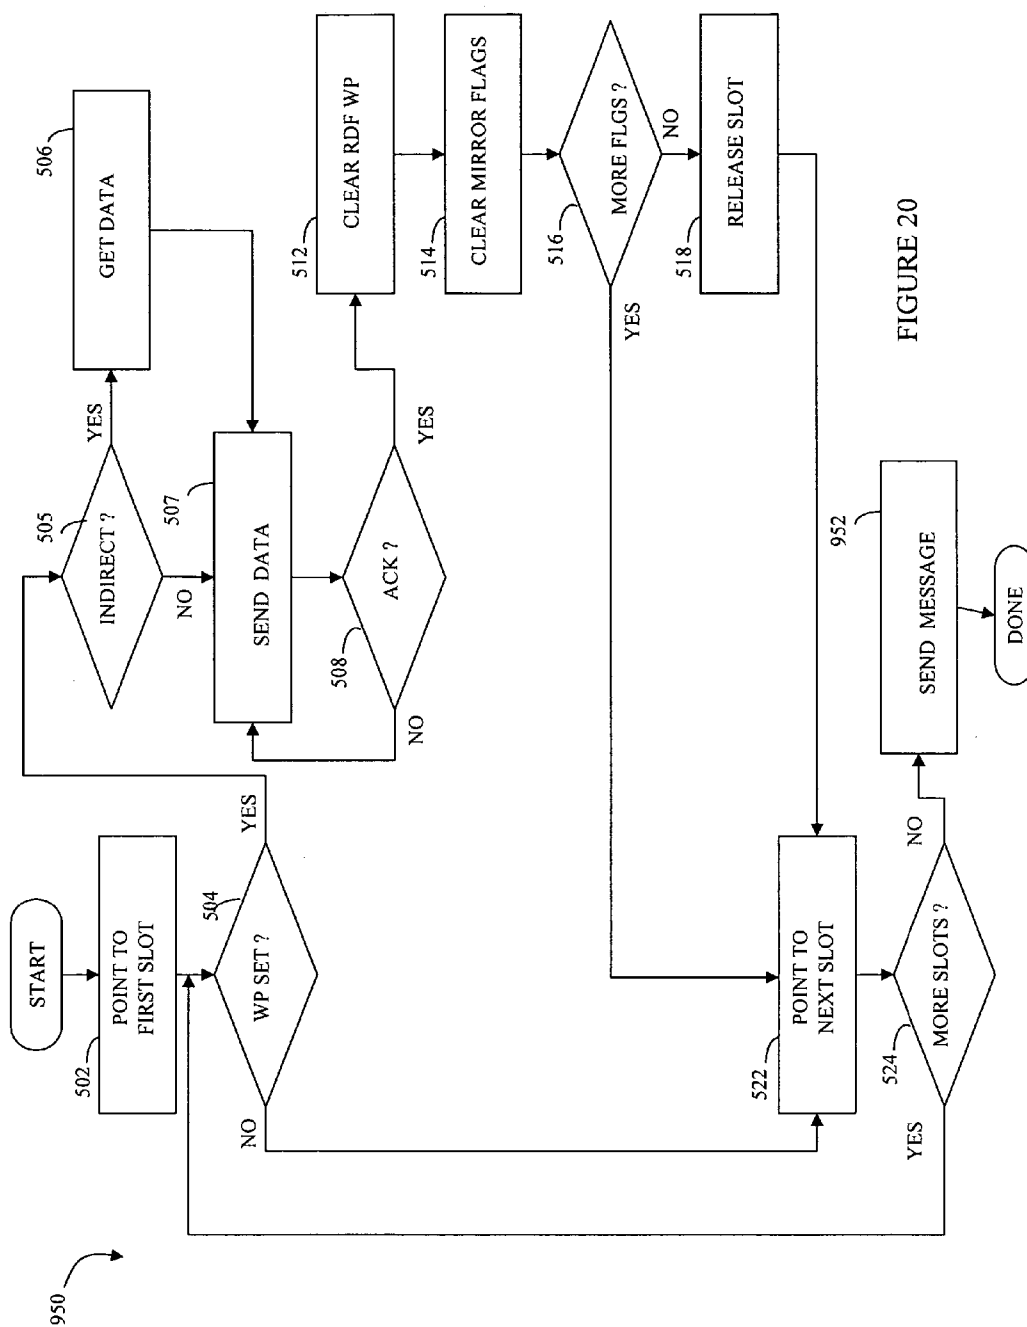 950
START
502
POINT TO
FIRST SLOT
504
WP SET ?
YES
NO
505
INDIRECT ?
YES
NO
506
GET DATA
507
SEND DATA
508
ACK ?
NO
YES
512
CLEAR RDF WP
514
CLEAR MIRROR FLAGS
516
MORE FLGS ?
YES
NO
518
RELEASE SLOT
522
POINT TO
NEXT SLOT
524
MORE SLOTS ?
YES
NO
952
SEND MESSAGE
DONE
FIGURE 20